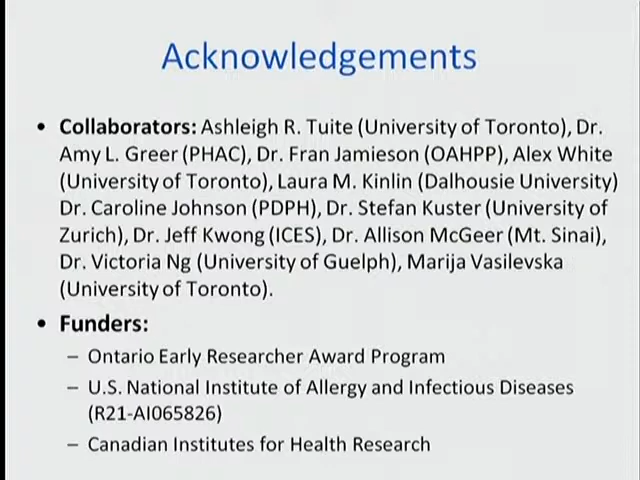 Acknowledgements
• Collaborators: Ashleigh R. Tuite (University of Toronto), Dr.
Amy L. Greer (PHAC), Dr. Fran Jamieson (OAHPP), Alex White
(University of Toronto), Laura M. Kinlin (Dalhousie University)
Dr. Caroline Johnson (PDPH), Dr. Stefan Kuster (University of
Zurich), Dr. Jeff Kwong (ICES), Dr. Allison McGeer (Mt. Sinai),
Dr. Victoria Ng (University of Guelph), Marija Vasilevska
(University of Toronto).
• Funders:
– Ontario Early Researcher Award Program
– U.S. National Institute of Allergy and Infectious Diseases
(R21-AI065826)
– Canadian Institutes for Health Research